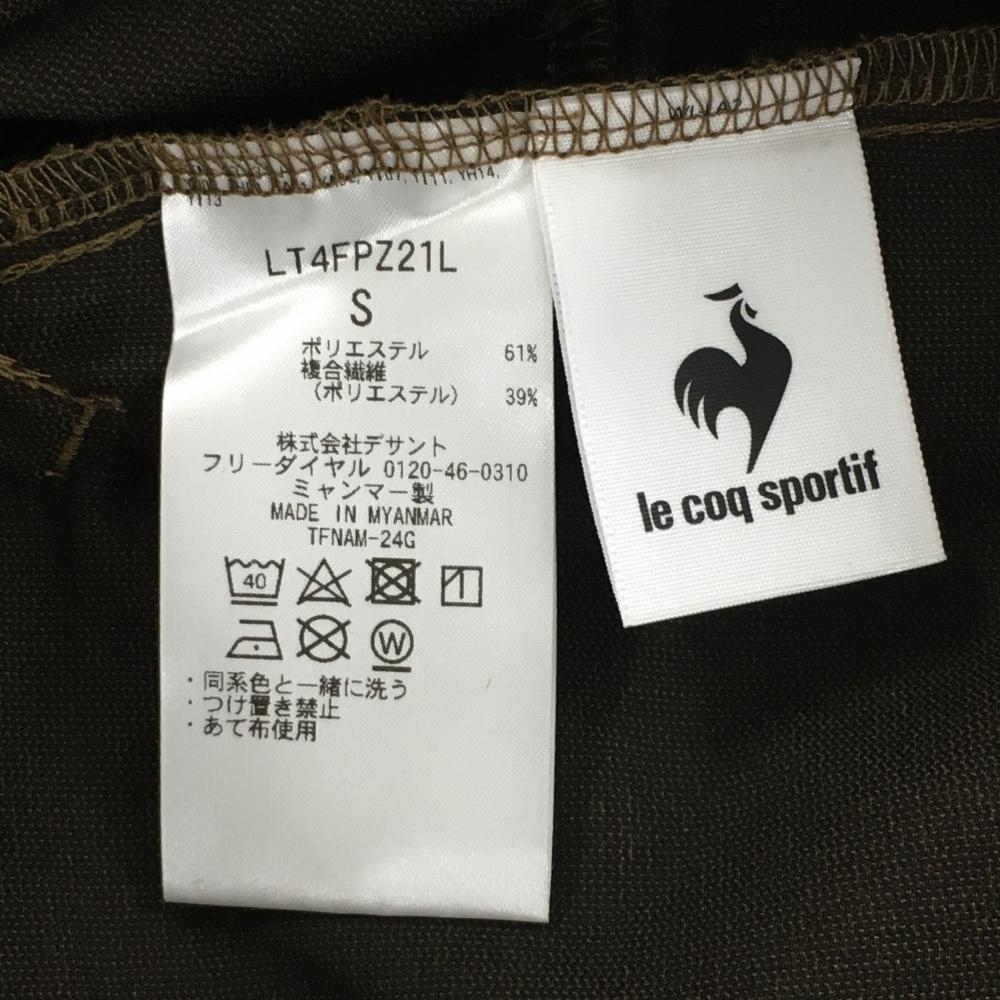 YH14,
YI13
LT4FPZ21L
S
ポリエステル 61%
複合繊維
(ポリエステル) 39%
株式会社デサント
フリーダイヤル 0120-46-0310
ミャンマー製
MADE IN MYANMAR
TFNAM-24G
40
W
・同系色と一緒に洗う
・つけ置き禁止
・あて布使用
le coq sportif